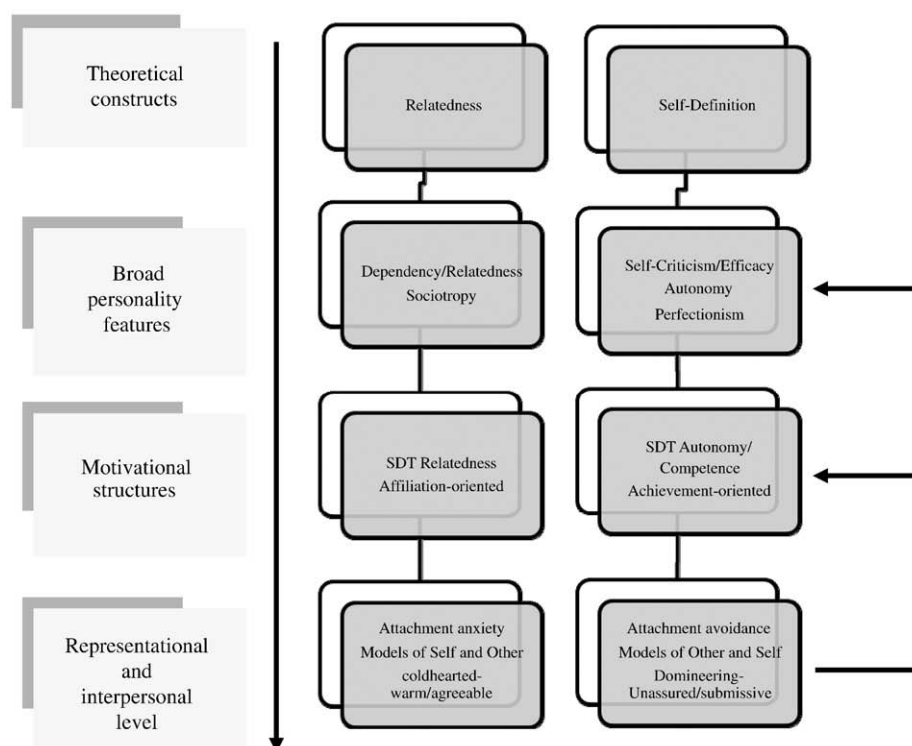 Theoretical
constructs
Relatedness
Self-Definition
Broad
personality
features
Dependency/Relatedness
Sociotropy
Self-Criticism/Efficacy
Autonomy
Perfectionism
Motivational
structures
SDT Relatedness
Affiliation-oriented
SDT Autonomy/
Competence
Achievement-oriented
Representational
and
interpersonal
level
Attachment anxiety
Models of Self and Other
coldhearted-
warm/agreeable
Attachment avoidance
Models of Other and Self
Domineering-
Unassured/submissive